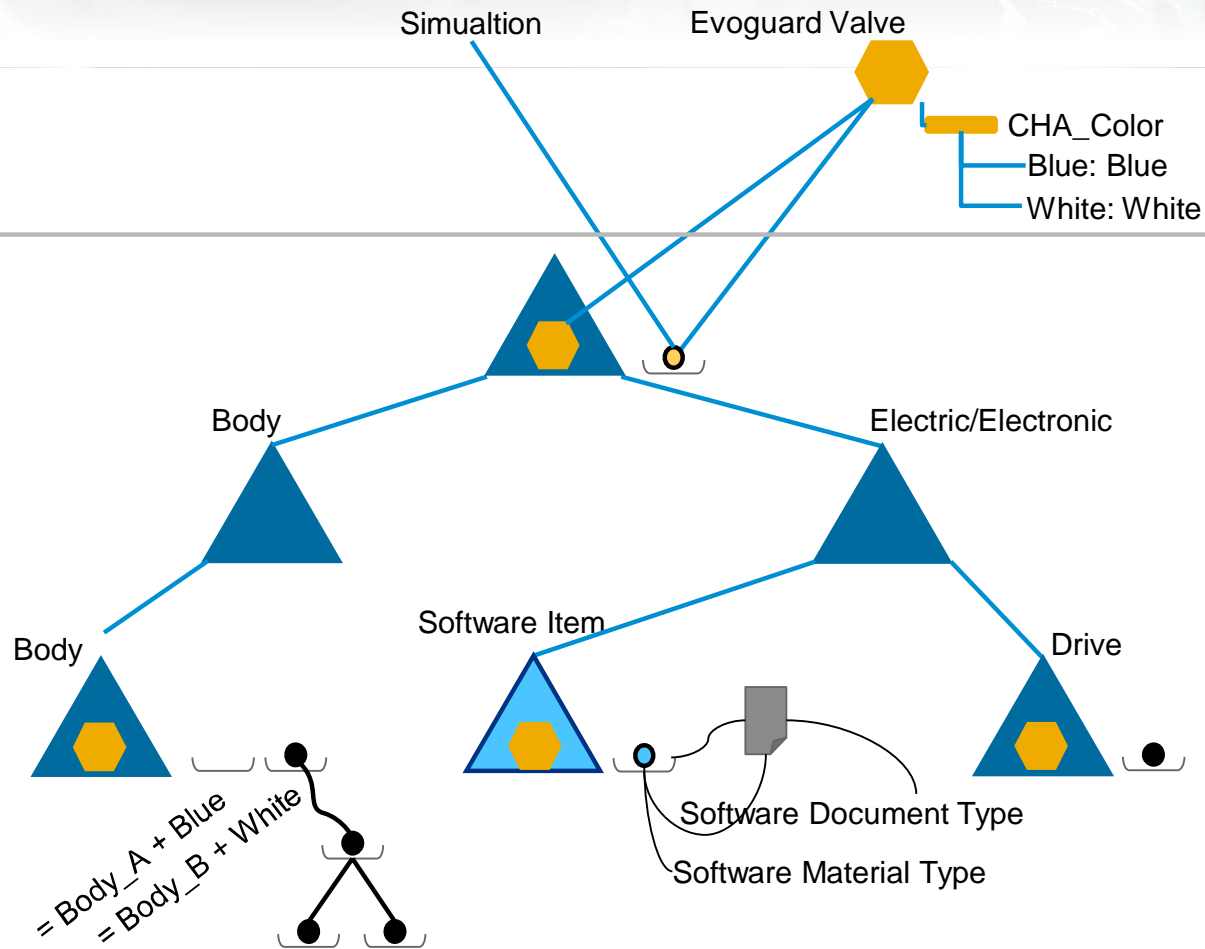 Simualtion
Evoguard Valve
CHA_Color
Blue: Blue
White: White
Body
Electric/Electronic
Software Item
Body
Drive
= Body_A + Blue
= Body_B + White
Software Document Type
Software Material Type